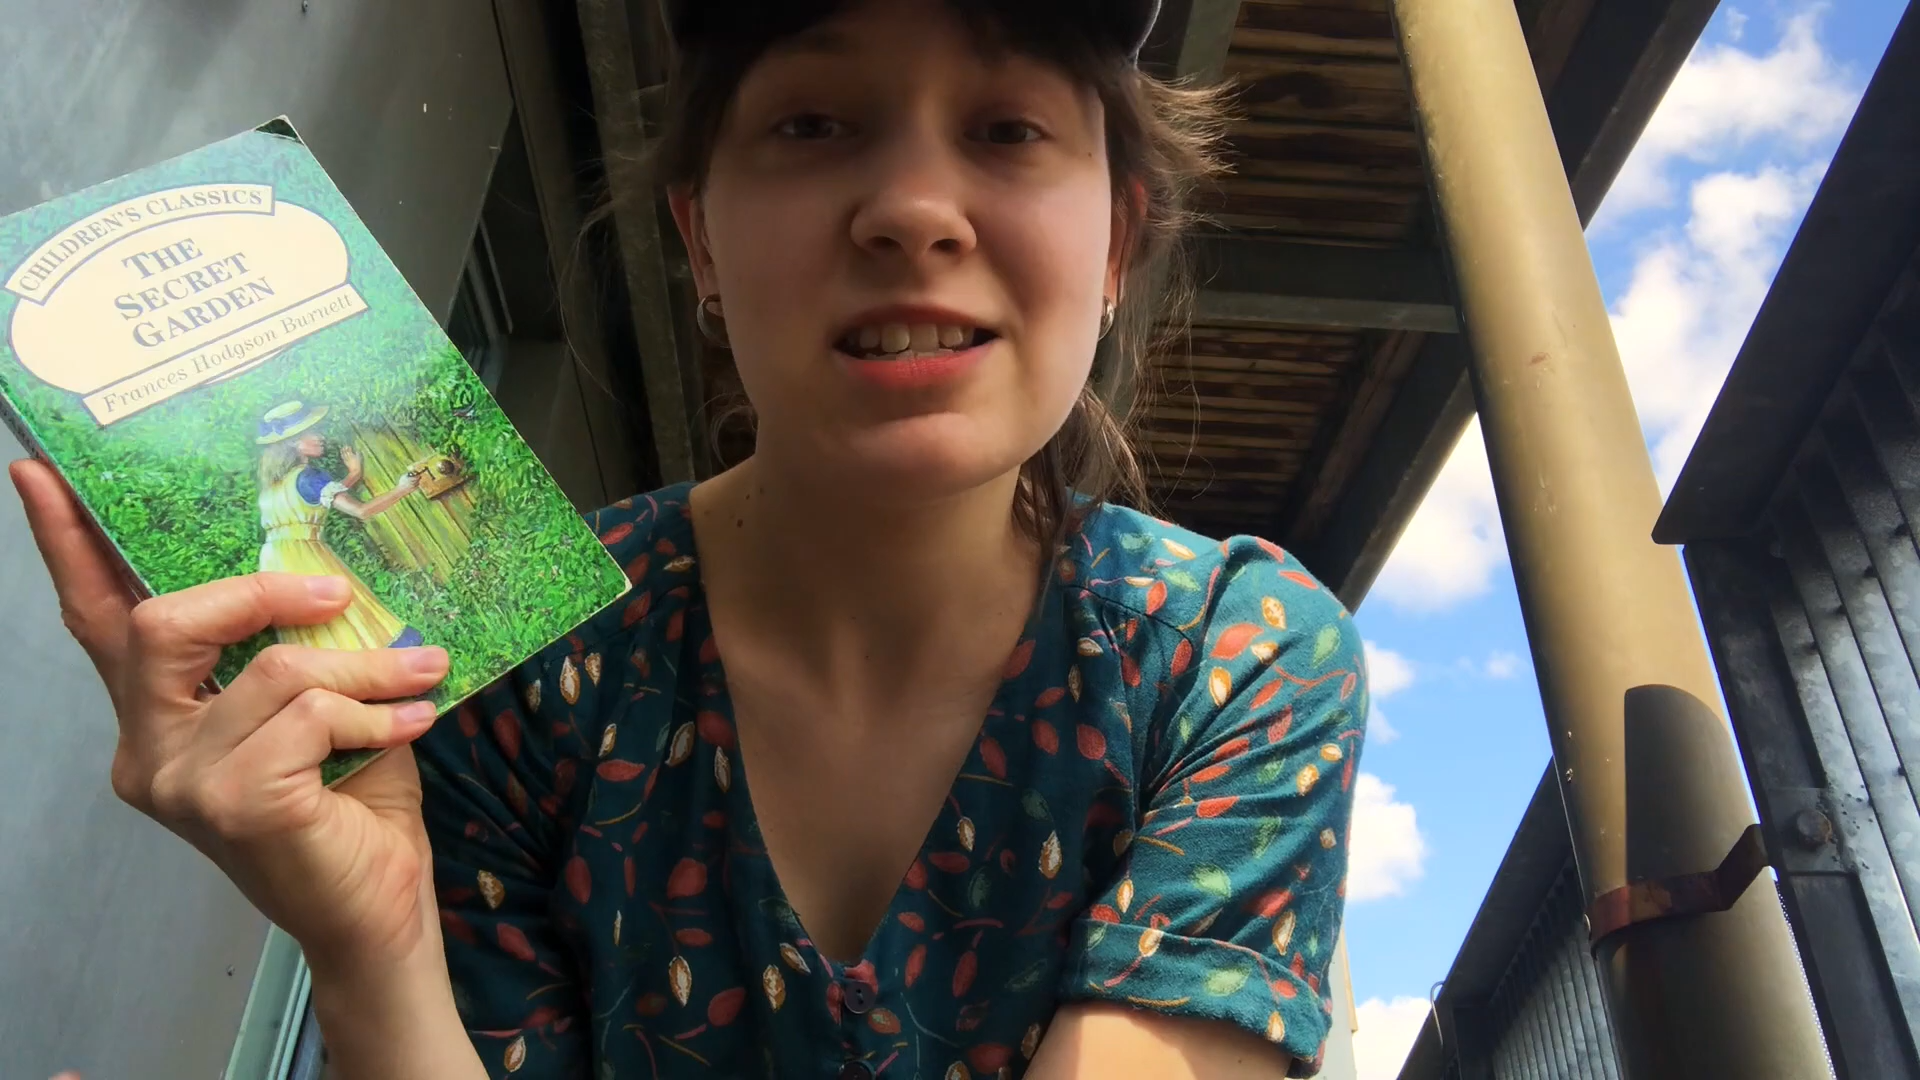 CHILDREN'S CLASSICS
THE
SECRET
GARDEN
Frances Hodgson Burnett